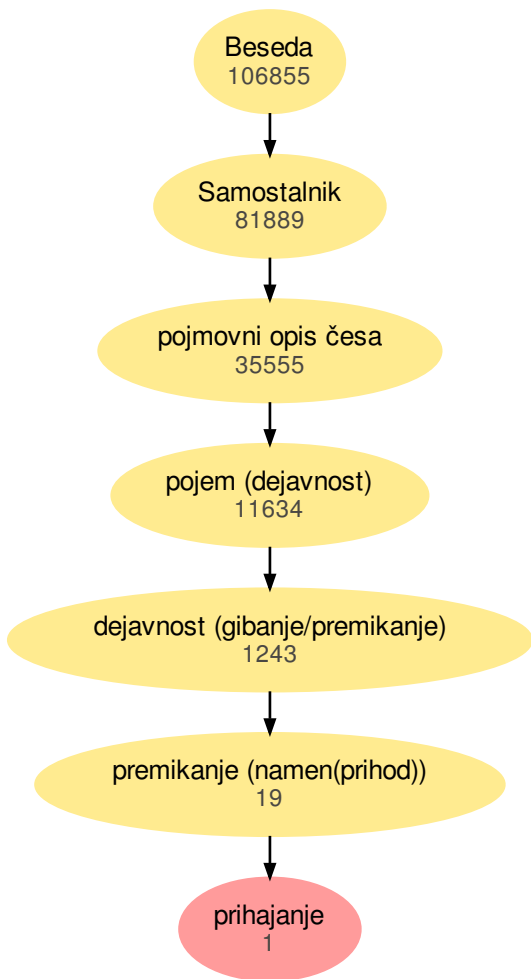 Beseda
106855
Samostalnik
81889
pojmovni opis česa
35555
pojem (dejavnost)
11634
dejavnost (gibanje/premikanje)
1243
premikanje (namen(prihod))
19
prihajanje
1